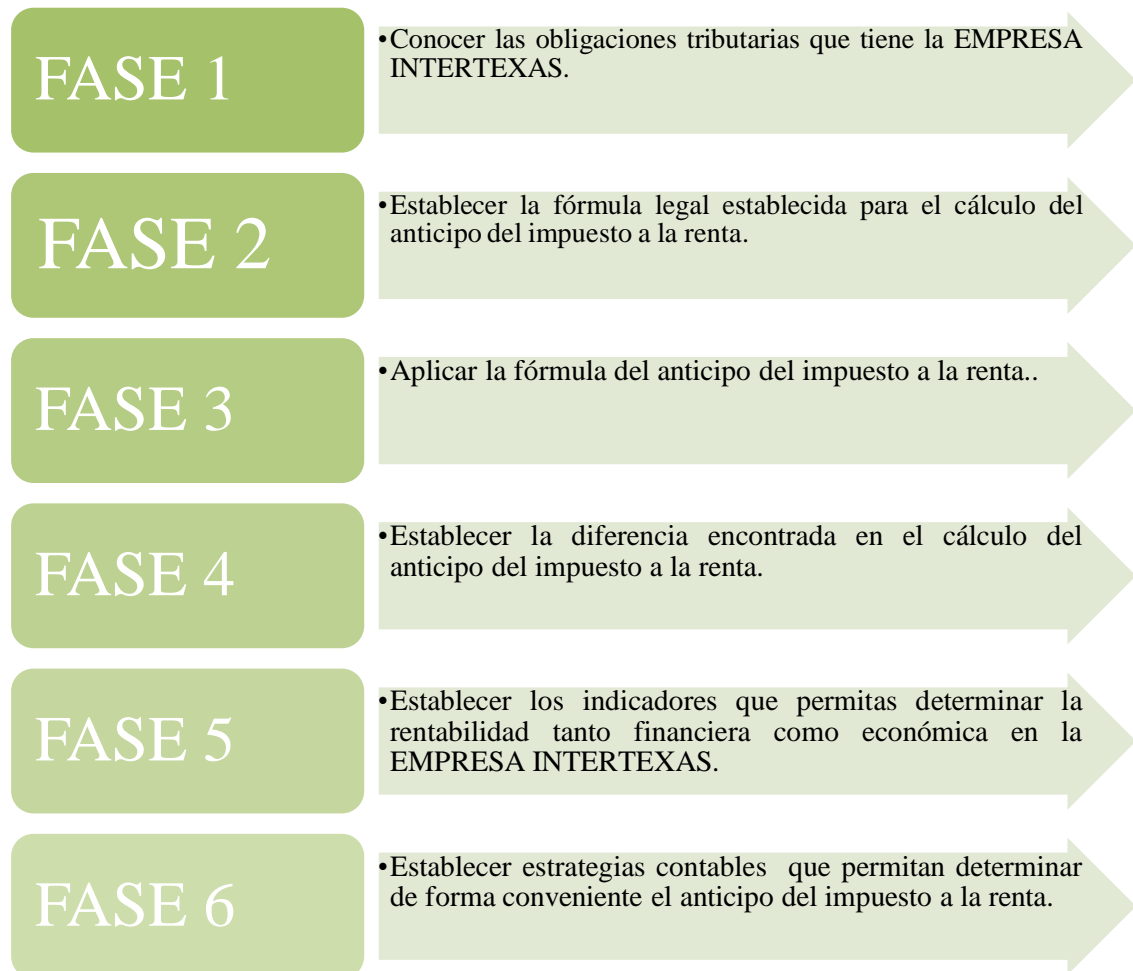 FASE 1
•Conocer las obligaciones tributarias que tiene la EMPRESA
INTERTEXAS.
FASE 2
•Establecer la fórmula legal establecida para el cálculo del
anticipo del impuesto a la renta.
FASE 3
•Aplicar la fórmula del anticipo del impuesto a la renta..
FASE 4
•Establecer la diferencia encontrada en el cálculo del
anticipo del impuesto a la renta.
FASE 5
•Establecer los indicadores que permitas determinar la
rentabilidad tanto financiera como económica en la
EMPRESA INTERTEXAS.
FASE 6
•Establecer estrategias contables que permitan determinar
de forma conveniente el anticipo del impuesto a la renta.